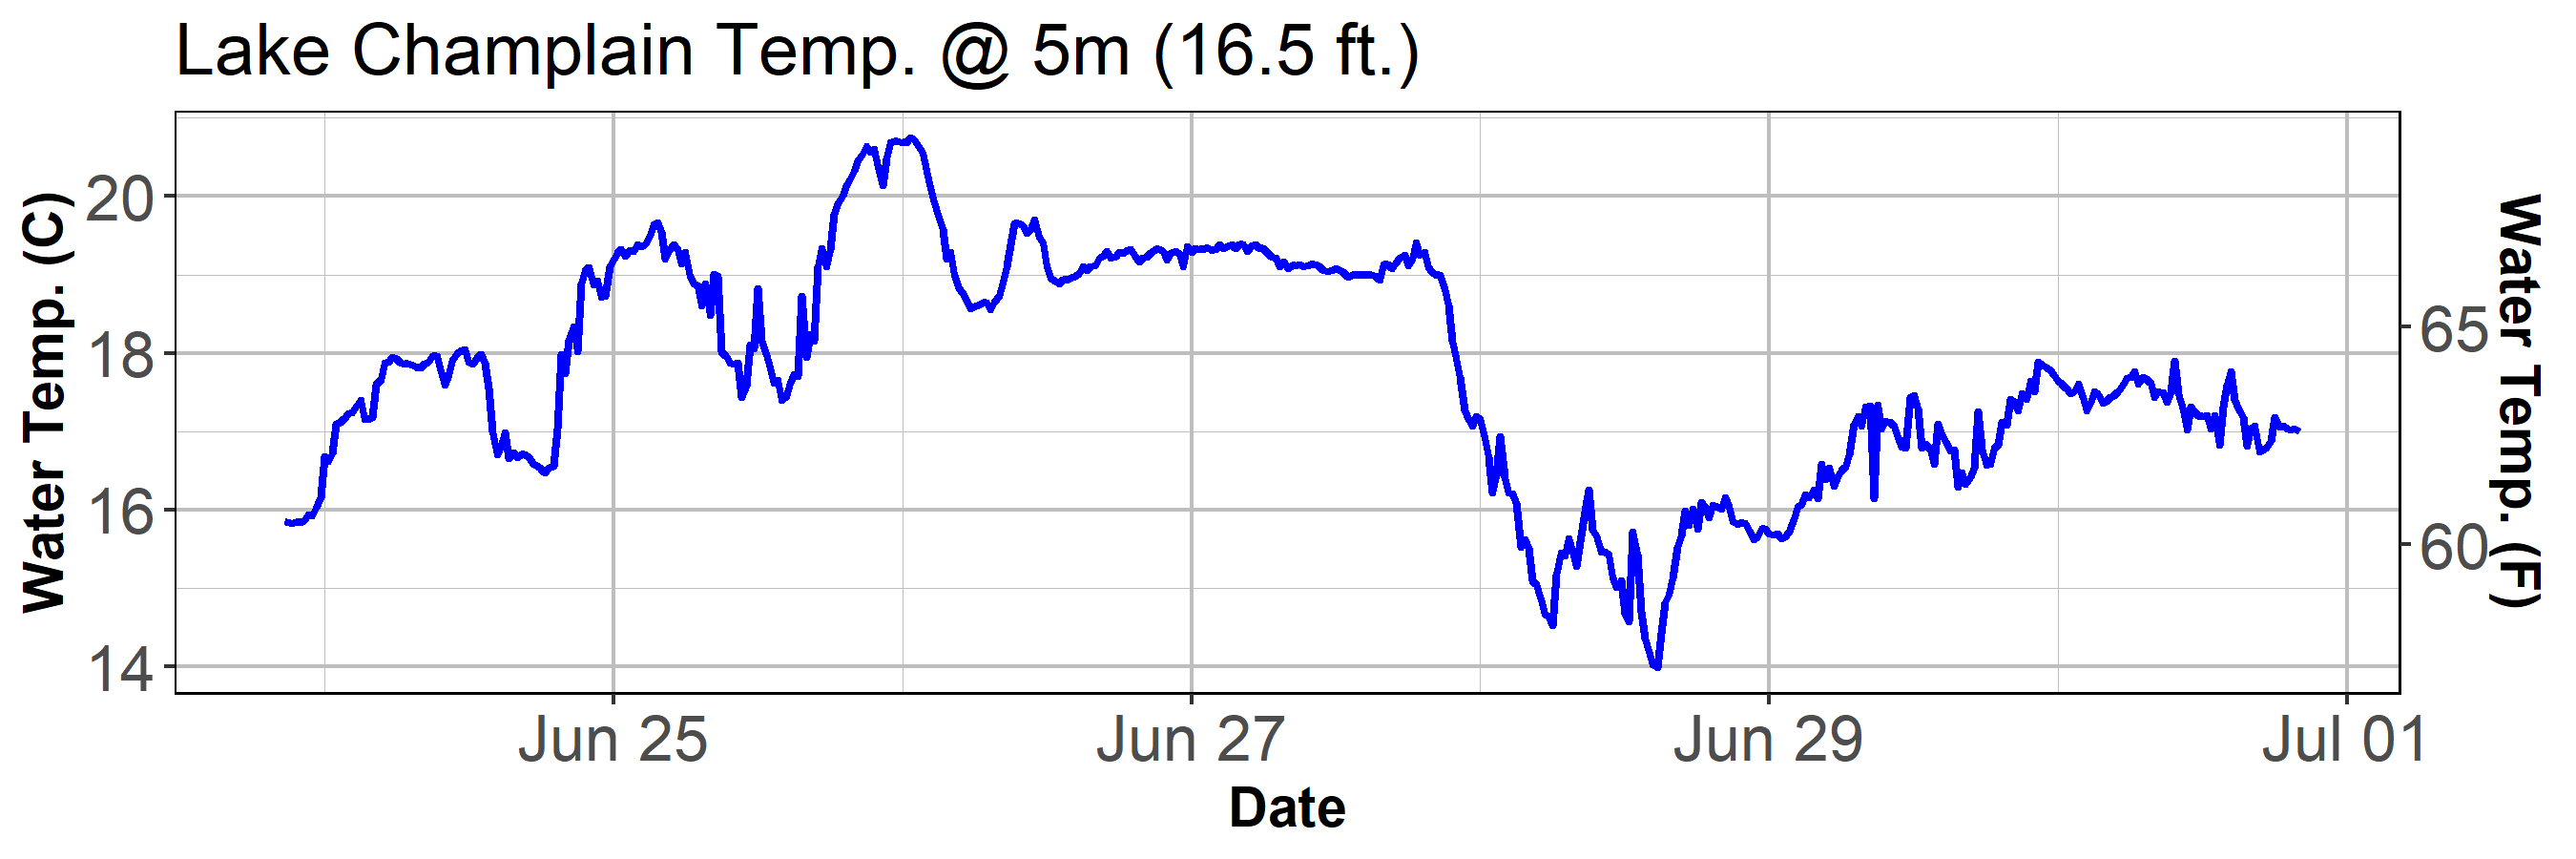 Lake Champlain Temp. @ 5m (16.5 ft.)
Water Temp. (C)
20
18
16
14
65
60
Water Temp. (F)
Jun 25 Jun 27 Jun 29 Jul 01
Date